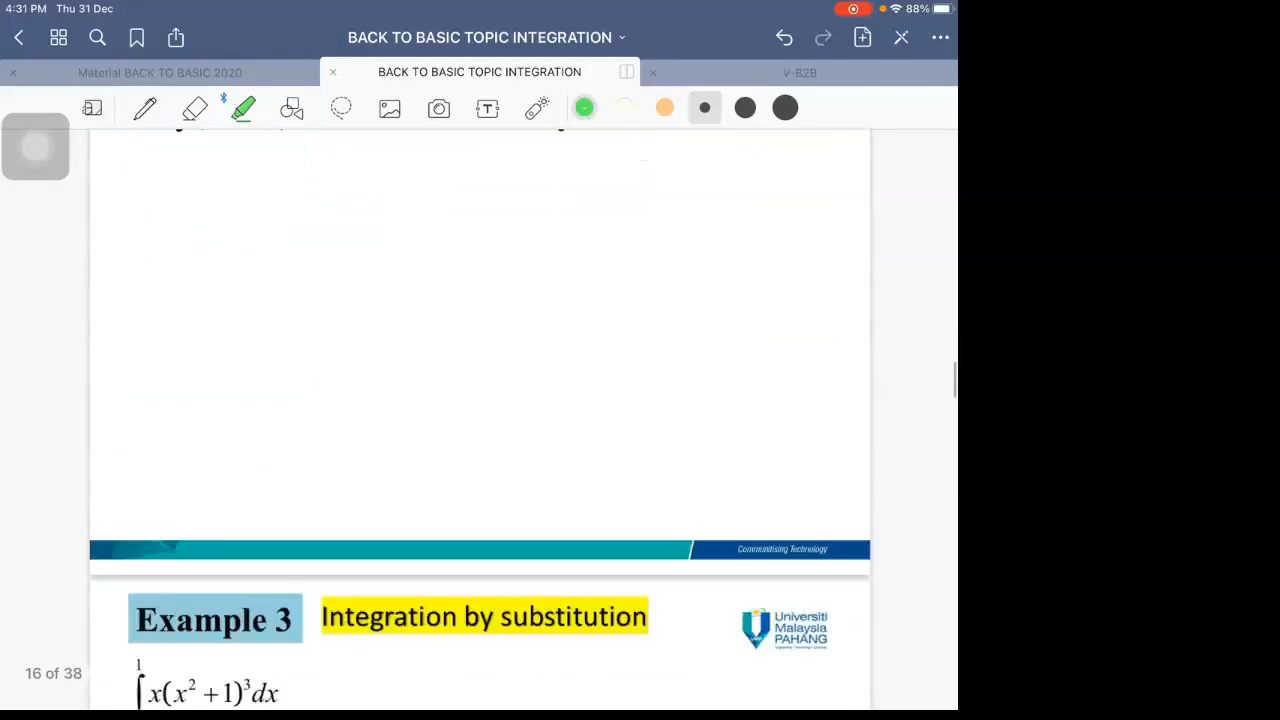 4:31 PM Thu 31 Dec
88%
BACK TO BASIC TOPIC INTEGRATION
Material BACK TO BASIC 2020
BACK TO BASIC TOPIC INTEGRATION
V-B2B
T
Communitising Technology
Example 3
Integration by substitution
Universiti
Malaysia
PAHANG
16 of 38
1
∫x(x² + 1)³dx